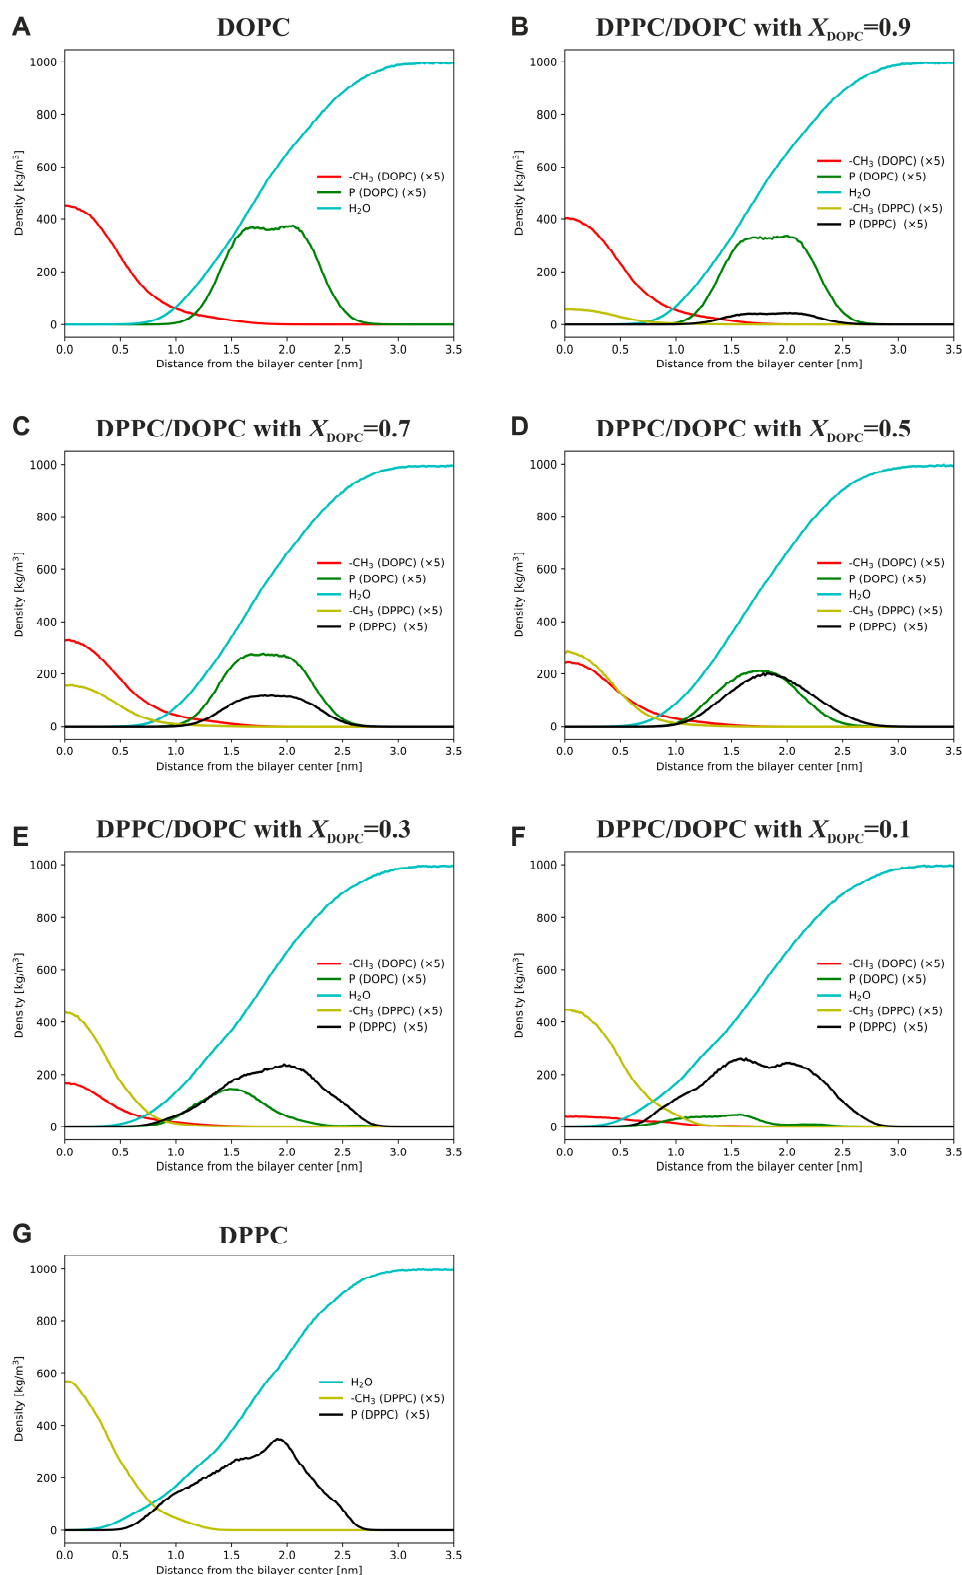 A
DOPC
1000
800
600
400
200
0
Density [kg/m³]
-CH₃ (DOPC) (×5)
P (DOPC) (×5)
H₂O
0.0 0.5 1.0 1.5 2.0 2.5 3.0 3.5
Distance from the bilayer center [nm]
B
DPPC/DOPC with X_DOPC=0.9
1000
800
600
400
200
0
Density [kg/m³]
-CH₃ (DOPC) (×5)
P (DOPC) (×5)
H₂O
-CH₃ (DPPC) (×5)
P (DPPC) (×5)
0.0 0.5 1.0 1.5 2.0 2.5 3.0 3.5
Distance from the bilayer center [nm]
C
DPPC/DOPC with X_DOPC=0.7
1000
800
600
400
200
0
Density [kg/m³]
-CH₃ (DOPC) (×5)
P (DOPC) (×5)
H₂O
-CH₃ (DPPC) (×5)
P (DPPC) (×5)
0.0 0.5 1.0 1.5 2.0 2.5 3.0 3.5
Distance from the bilayer center [nm]
D
DPPC/DOPC with X_DOPC=0.5
1000
800
600
400
200
0
Density [kg/m³]
-CH₃ (DOPC) (×5)
P (DOPC) (×5)
H₂O
-CH₃ (DPPC) (×5)
P (DPPC) (×5)
0.0 0.5 1.0 1.5 2.0 2.5 3.0 3.5
Distance from the bilayer center [nm]
E
DPPC/DOPC with X_DOPC=0.3
1000
800
600
400
200
0
Density [kg/m³]
-CH₃ (DOPC) (×5)
P (DOPC) (×5)
H₂O
-CH₃ (DPPC) (×5)
P (DPPC) (×5)
0.0 0.5 1.0 1.5 2.0 2.5 3.0 3.5
Distance from the bilayer center [nm]
F
DPPC/DOPC with X_DOPC=0.1
1000
800
600
400
200
0
Density [kg/m³]
-CH₃ (DOPC) (×5)
P (DOPC) (×5)
H₂O
-CH₃ (DPPC) (×5)
P (DPPC) (×5)
0.0 0.5 1.0 1.5 2.0 2.5 3.0 3.5
Distance from the bilayer center [nm]
G
DPPC
1000
800
600
400
200
0
Density [kg/m³]
H₂O
-CH₃ (DPPC) (×5)
P (DPPC) (×5)
0.0 0.5 1.0 1.5 2.0 2.5 3.0 3.5
Distance from the bilayer center [nm]